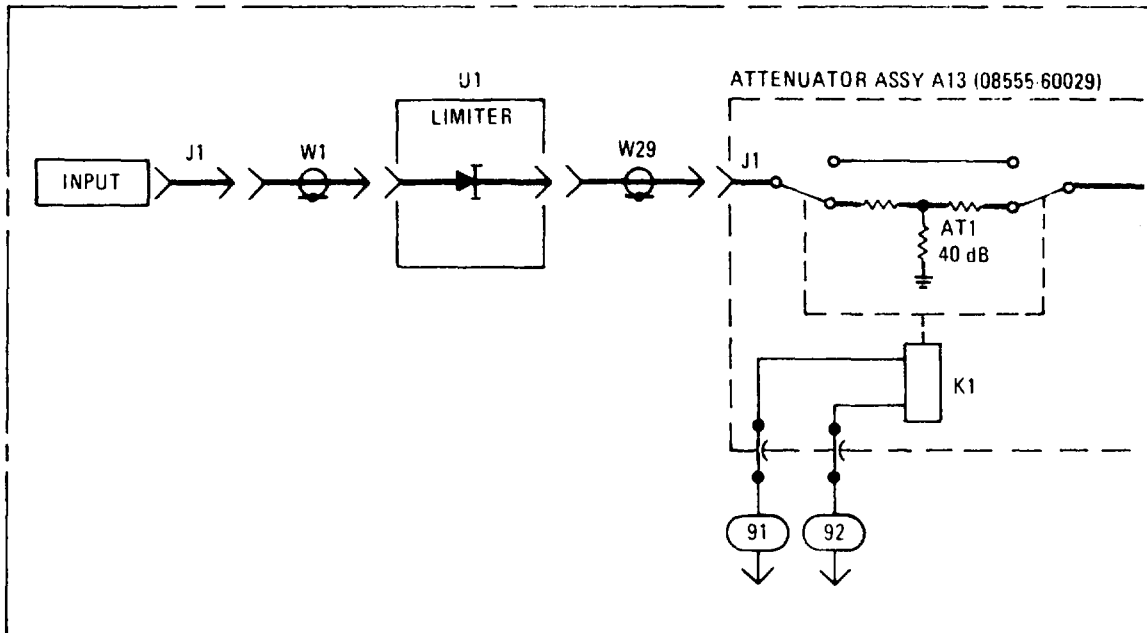 ATTENUATOR ASSY A13 (08555-60029)
U1
LIMITER
INPUT
J1
W1
W29
J1
AT1
40 dB
K1
91
92